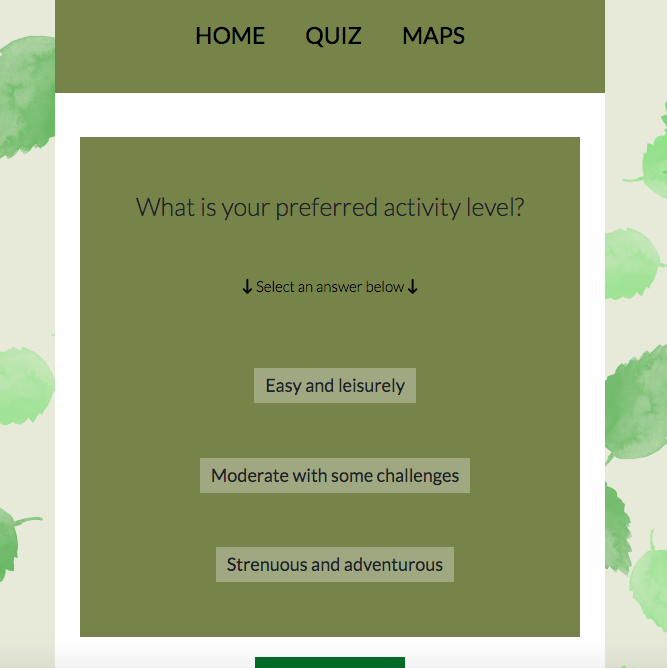 HOME QUIZ MAPS
What is your preferred activity level?
↓ Select an answer below ↓
Easy and leisurely
Moderate with some challenges
Strenuous and adventurous